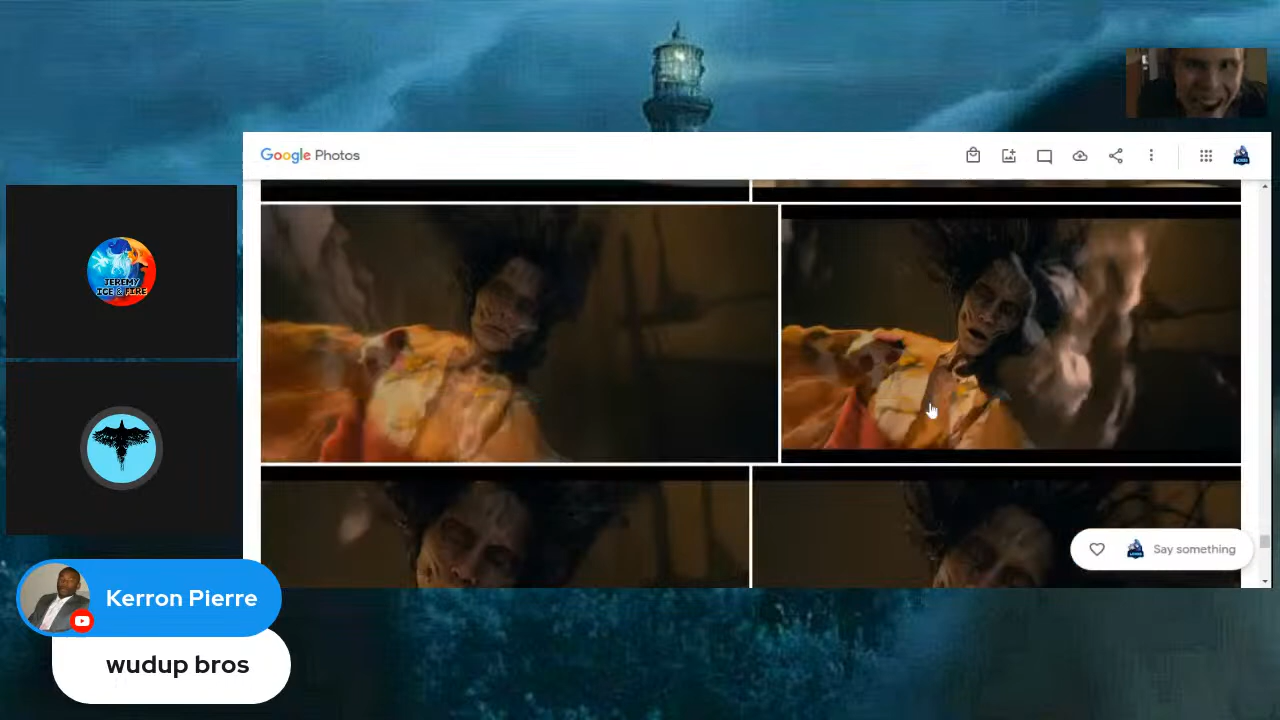 Google Photos
JEREMY
ICE & FIRE
Say something
Kerron Pierre
wudup bros